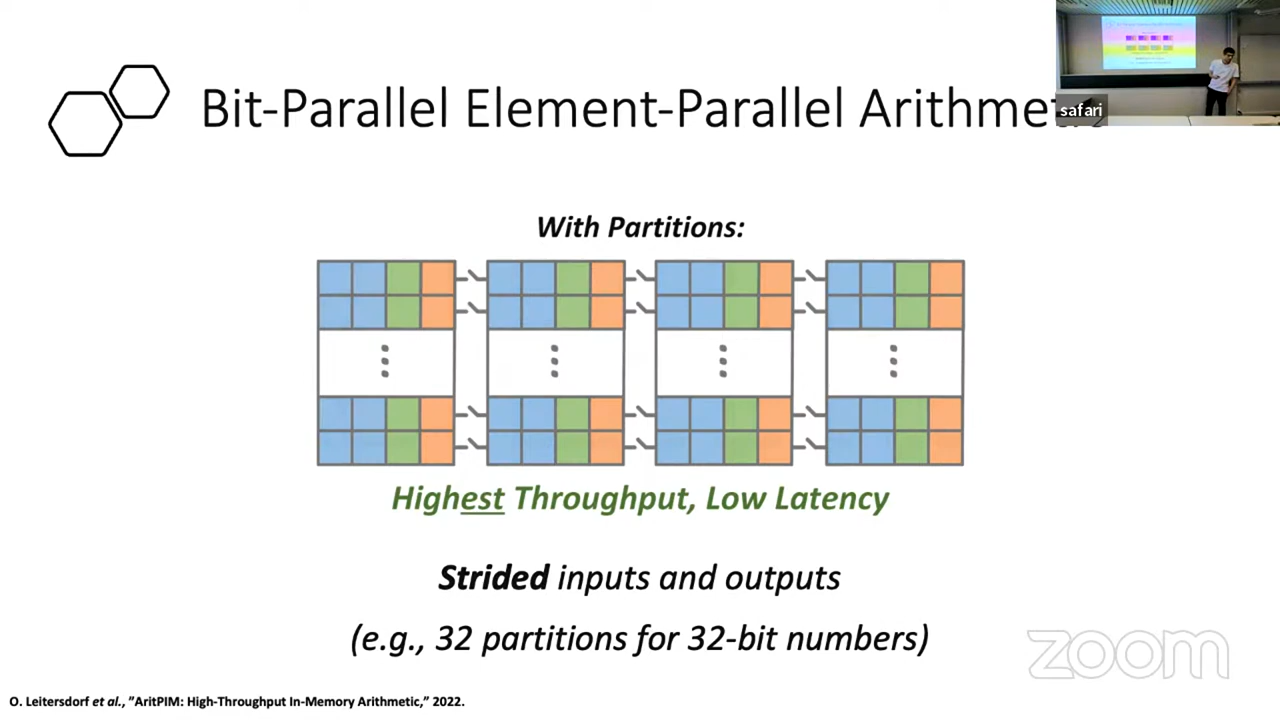 Bit-Parallel Element-Parallel Arithmet
safari
With Partitions:
Highest Throughput, Low Latency
Strided inputs and outputs
(e.g., 32 partitions for 32-bit numbers)
zoom
O. Leitersdorf et al., "AritPIM: High-Throughput In-Memory Arithmetic," 2022.